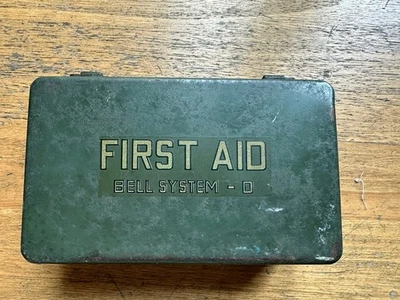 FIRST AID
BELL SYSTEM - D